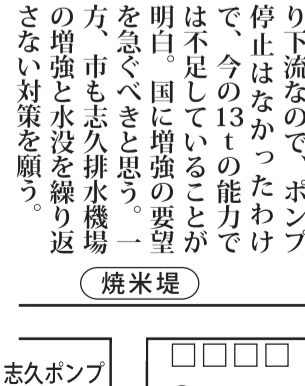 り下流なので、ポンプ
停止はなかったわけ
で、今の13tの能力で
は不足していることが
明白。国に増強の要望
を急ぐべきと思う。一
方、市も志久排水機場
の増強と水没を繰り返
さない対策を願う。
焼米堤
志久ポンプ
□□□□